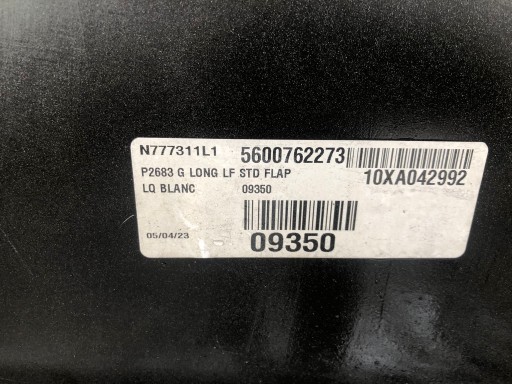 N777311L1 5600762273
P2683 G LONG LF STD FLAP 10XA042992
LQ BLANC 09350
05/04/23 09350